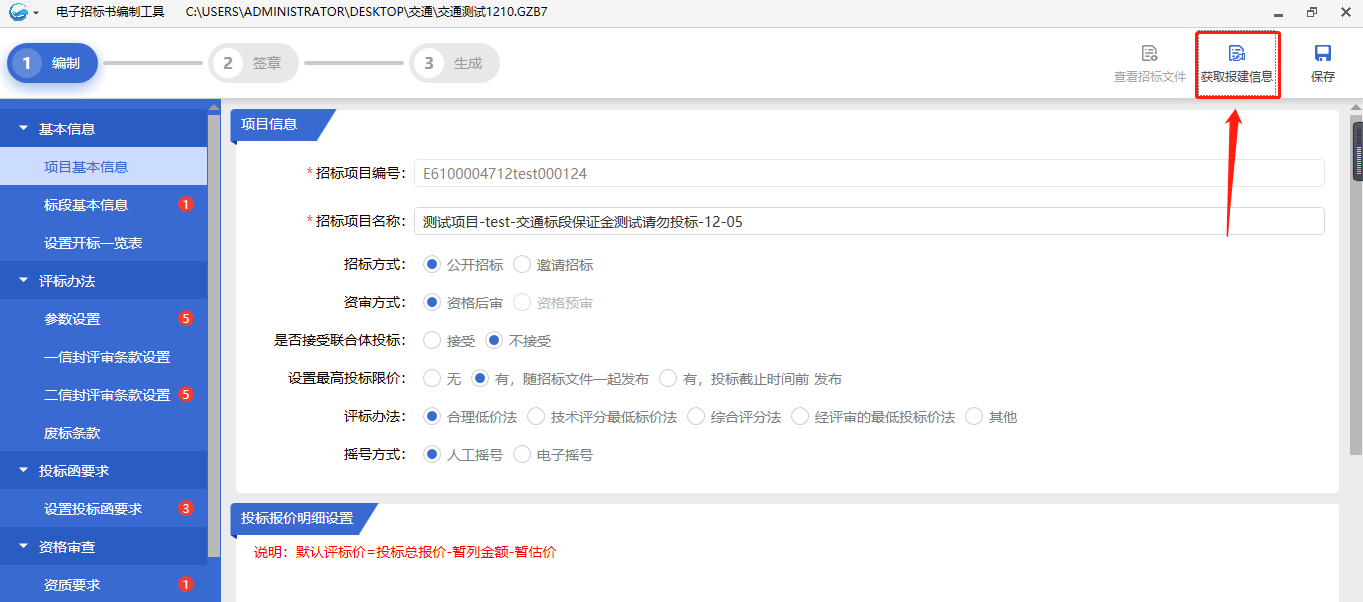 电子招标书编制工具 C:\USERS\ADMINISTRATOR\DESKTOP\交通\交通测试1210.GZB7
1 编制 2 签章 3 生成 查看招标文件 获取报建信息 保存
基本信息
项目基本信息
标段基本信息 1
设置开标一览表
评标办法
参数设置 5
一信封评审条款设置
二信封评审条款设置 5
废标条款
投标函要求
设置投标函要求 3
资格审查
资质要求 1
项目信息
*招标项目编号： E6100004712test000124
*招标项目名称： 测试项目-test-交通标段保证金测试请勿投标-12-05
招标方式： 公开招标 邀请招标
资审方式： 资格后审 资格预审
是否接受联合体投标： 接受 不接受
设置最高投标限价： 无 有，随招标文件一起发布 有，投标截止时间前 发布
评标办法： 合理低价法 技术评分最低标价法 综合评分法 经评审的最低投标价法 其他
摇号方式： 人工摇号 电子摇号
投标报价明细设置
说明：默认评标价=投标总报价-暂列金额-暂估价